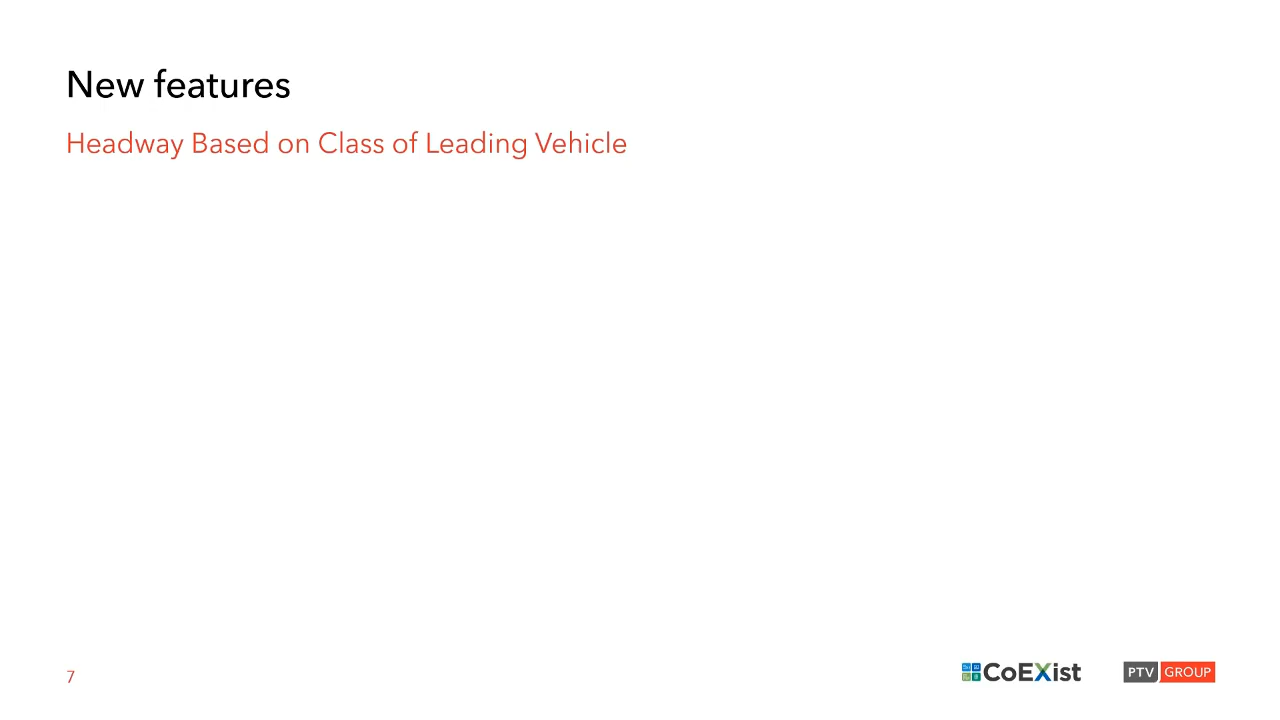 New features
Headway Based on Class of Leading Vehicle
7
CoEXist
PTV GROUP